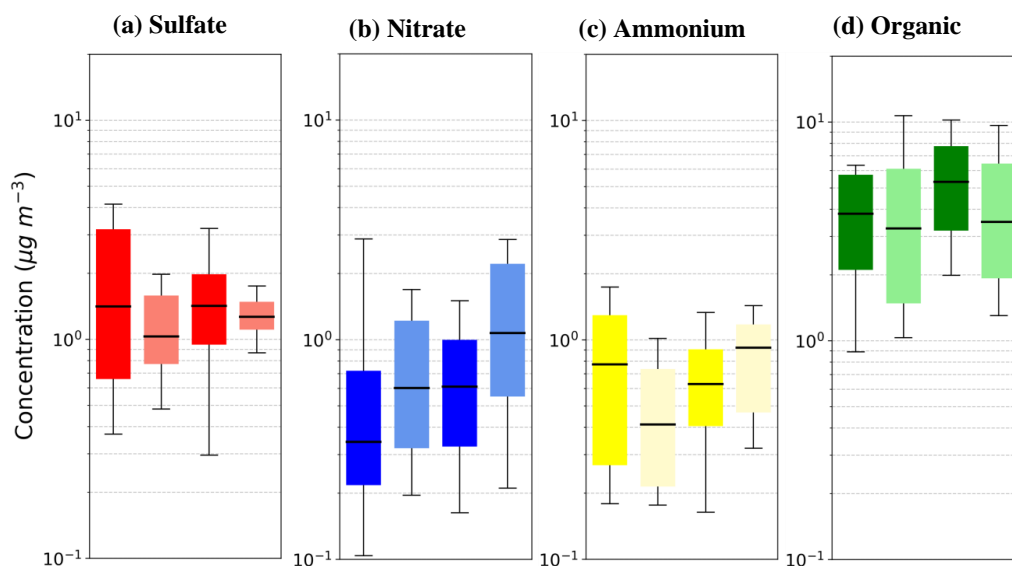 (a) Sulfate
(b) Nitrate
(c) Ammonium
(d) Organic
Concentration (μg m⁻³)
10¹
10⁰
10⁻¹
10¹
10⁰
10⁻¹
10¹
10⁰
10⁻¹
10¹
10⁰
10⁻¹